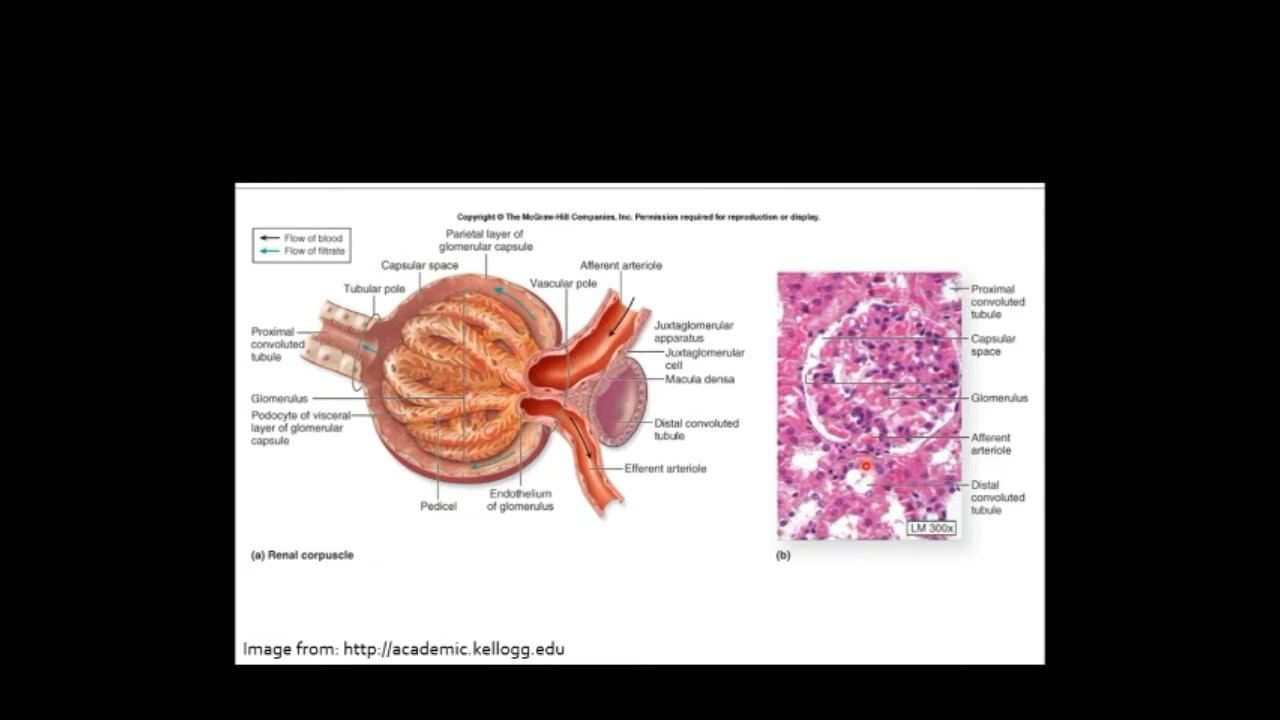 Copyright © The McGraw-Hill Companies, Inc. Permission required for reproduction or display.
Flow of blood
Flow of filtrate
Parietal layer of
glomerular capsule
Capsular space
Tubular pole
Afferent arteriole
Vascular pole
Proximal
convoluted
tubule
Juxtaglomerular
apparatus
Juxtaglomerular
cell
Macula densa
Glomerulus
Podocyte of visceral
layer of glomerular
capsule
Distal convoluted
tubule
Efferent arteriole
Pedicel
Endothelium
of glomerulus
(a) Renal corpuscle
Proximal
convoluted
tubule
Capsular
space
Glomerulus
Afferent
arteriole
Distal
convoluted
tubule
LM 300x
(b)
Image from: http://academic.kellogg.edu